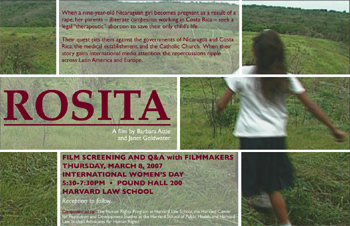 When a nine-year-old Nicaraguan girl becomes pregnant as a result of a
rape, her parents – illiterate campesinos working in Costa Rica – seek a
legal "therapeutic" abortion to save their only child's life.
Their quest pits them against the governments of Nicaragua and Costa
Rica, the medical establishment, and the Catholic Church. When their
story gains international media attention, the repercussions ripple
across Latin America and Europe.
ROSITA
A film by Barbara Attie
and Janet Goldwater
FILM SCREENING AND Q&A with FILMMAKERS
THURSDAY, MARCH 8, 2007
INTERNATIONAL WOMEN'S DAY
5:30-7:30PM • POUND HALL 200
HARVARD LAW SCHOOL
Reception to follow.
Co-sponsored by: The Human Rights Program at Harvard Law School, the Harvard Center
for Population and Development Studies at the Harvard School of Public Health, and Harvard
Law School Advocates for Human Rights